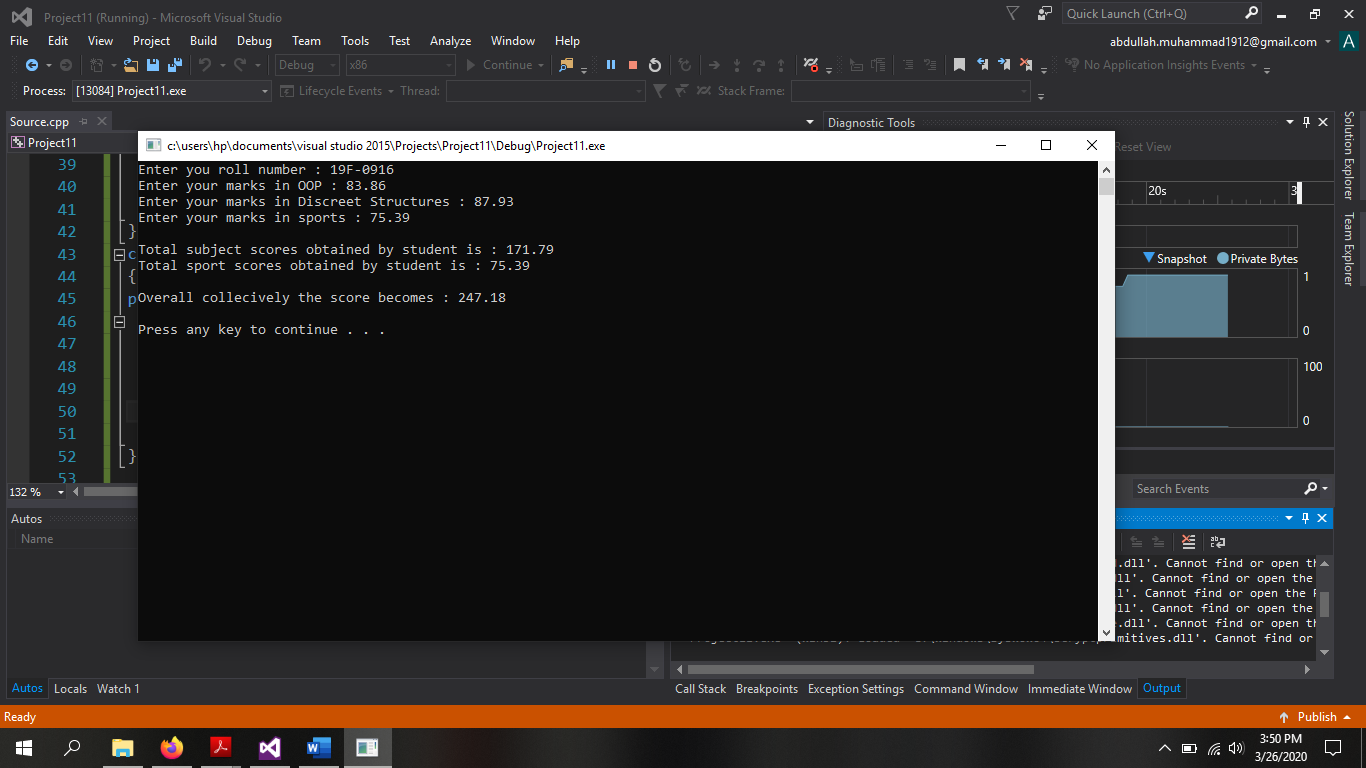 Project11 (Running) - Microsoft Visual Studio
Quick Launch (Ctrl+Q)
File Edit View Project Build Debug Team Tools Test Analyze Window Help
abdullah.muhammad1912@gmail.com A
Debug x86 Continue No Application Insights Events
Process: [13084] Project11.exe Lifecycle Events Thread: Stack Frame:
Source.cpp
Diagnostic Tools
Project11
Reset View
Solution Explorer
Team Explorer
c:\users\hp\documents\visual studio 2015\Projects\Project11\Debug\Project11.exe
Enter you roll number : 19F-0916
Enter your marks in OOP : 83.86
Enter your marks in Discreet Structures : 87.93
Enter your marks in sports : 75.39
Total subject scores obtained by student is : 171.79
Total sport scores obtained by student is : 75.39
Overall collecively the score becomes : 247.18
Press any key to continue . . .
39
40
41
42 }
43 c
44 {
45 p
46
47
48
49
50
51
52 }
53
20s
3
Snapshot Private Bytes
1
0
100
0
132 %
Search Events
Autos
Name
.dll'. Cannot find or open th
ll'. Cannot find or open the
l'. Cannot find or open the P
ll'. Cannot find or open the
.dll'. Cannot find or open th
mitives.dll'. Cannot find or
Autos Locals Watch 1
Call Stack Breakpoints Exception Settings Command Window Immediate Window Output
Ready
Publish
3:50 PM
3/26/2020